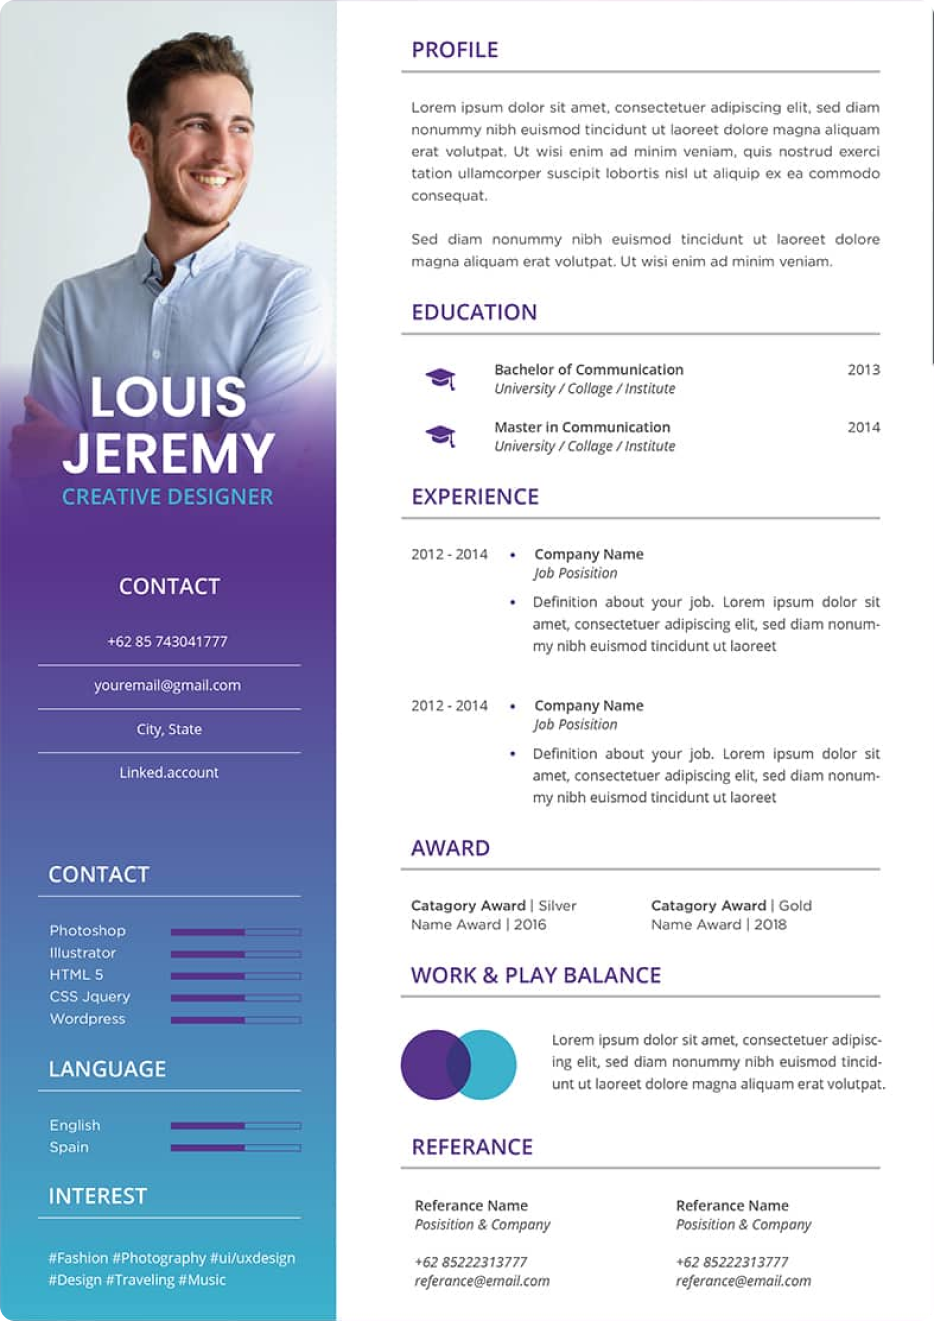 LOUIS
JEREMY
CREATIVE DESIGNER
CONTACT
+62 85 743041777
youremail@gmail.com
City, State
Linked.account
CONTACT
Photoshop
Illustrator
HTML 5
CSS Jquery
Wordpress
LANGUAGE
English
Spain
INTEREST
#Fashion #Photography #ui/uxdesign
#Design #Traveling #Music
PROFILE
Lorem ipsum dolor sit amet, consectetuer adipiscing elit, sed diam
nonummy nibh euismod tincidunt ut laoreet dolore magna aliquam
erat volutpat. Ut wisi enim ad minim veniam, quis nostrud exerci
tation ullamcorper suscipit lobortis nisl ut aliquip ex ea commodo
consequat.
Sed diam nonummy nibh euismod tincidunt ut laoreet dolore
magna aliquam erat volutpat. Ut wisi enim ad minim veniam.
EDUCATION
Bachelor of Communication 2013
University / Collage / Institute
Master in Communication 2014
University / Collage / Institute
EXPERIENCE
2012 - 2014 • Company Name
Job Posisition
• Definition about your job. Lorem ipsum dolor sit
amet, consectetuer adipiscing elit, sed diam nonum-
my nibh euismod tincidunt ut laoreet
2012 - 2014 • Company Name
Job Posisition
• Definition about your job. Lorem ipsum dolor sit
amet, consectetuer adipiscing elit, sed diam nonum-
my nibh euismod tincidunt ut laoreet
AWARD
Catagory Award | Silver
Name Award | 2016
Catagory Award | Gold
Name Award | 2018
WORK & PLAY BALANCE
Lorem ipsum dolor sit amet, consectetuer adipisc-
ing elit, sed diam nonummy nibh euismod tincid-
unt ut laoreet dolore magna aliquam erat volutpat.
REFERANCE
Referance Name
Posisition & Company
+62 85222313777
referance@email.com
Referance Name
Posisition & Company
+62 85222313777
referance@email.com